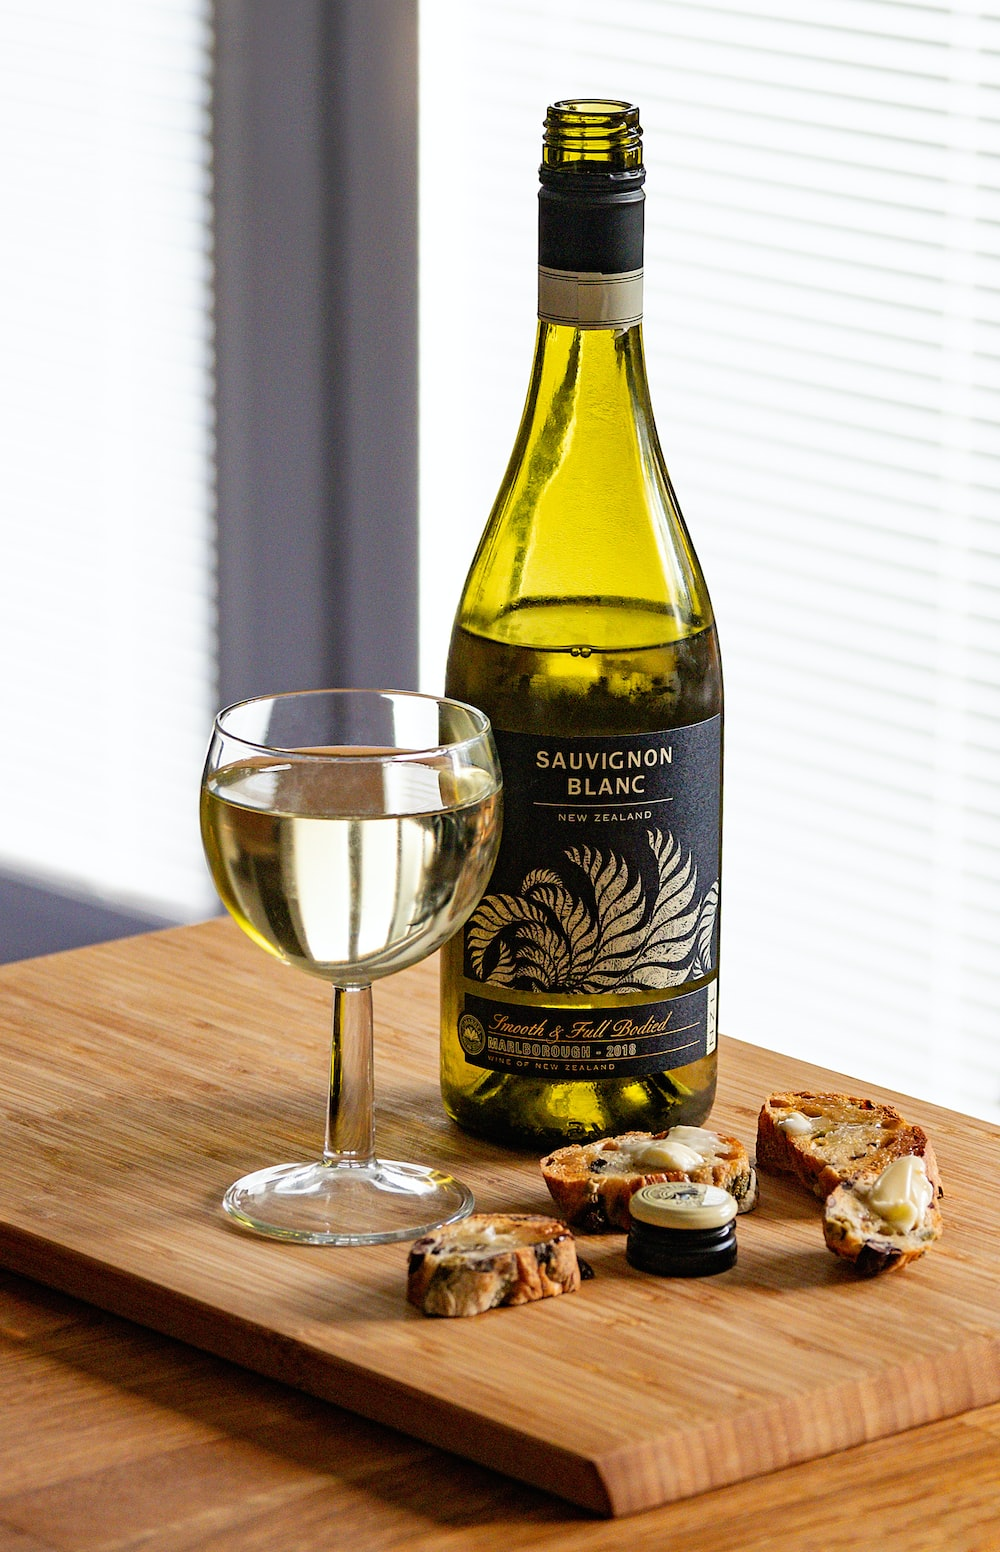 SAUVIGNON
BLANC
NEW ZEALAND
Smooth & Full Bodied
MARLBOROUGH - 2018
WINE OF NEW ZEALAND